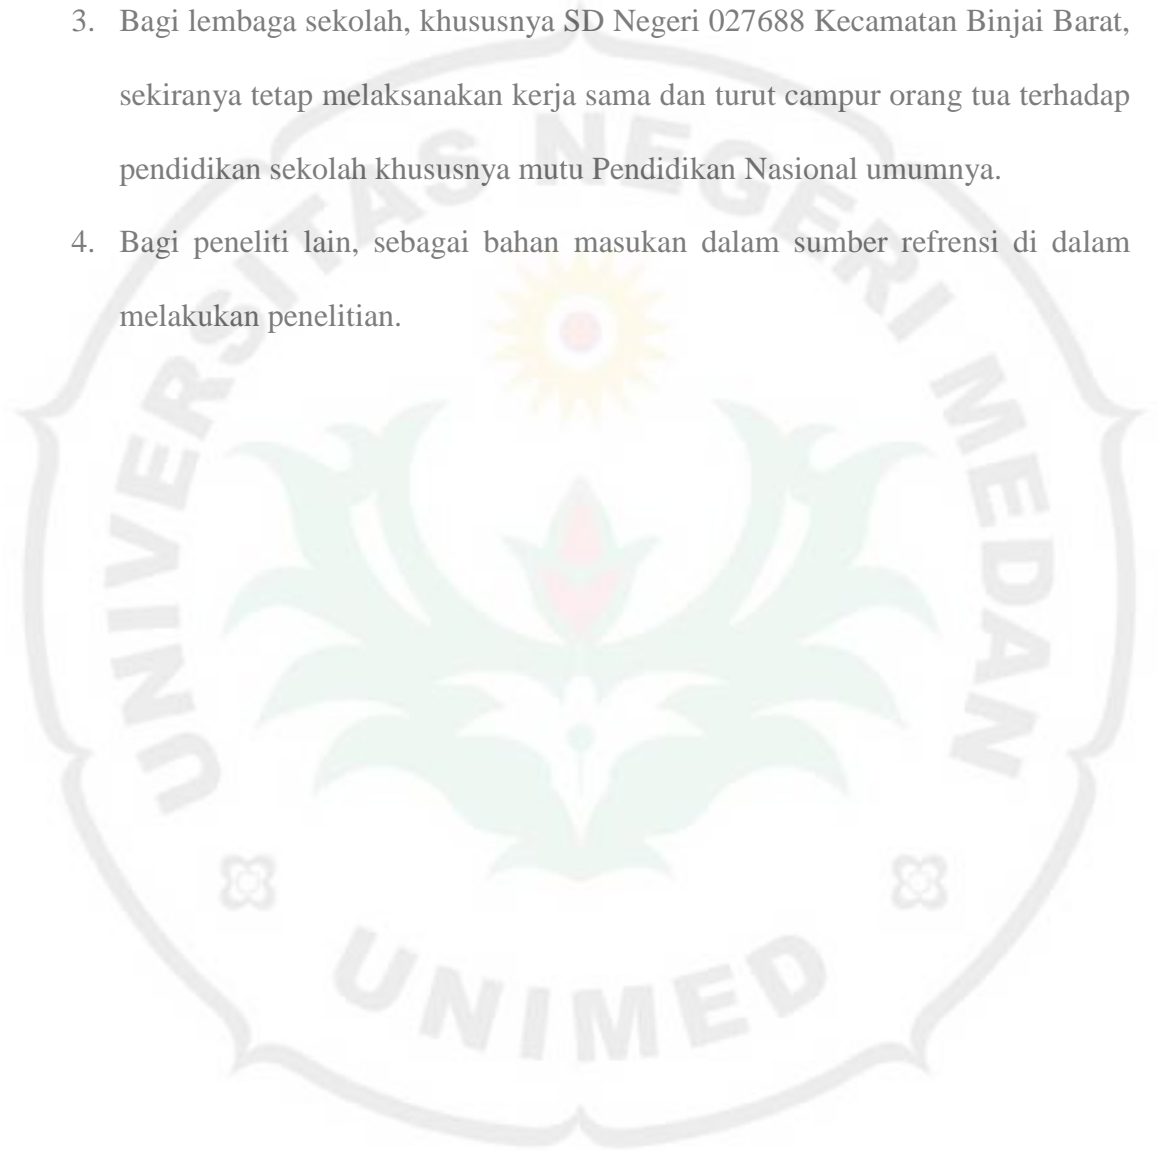 3. Bagi lembaga sekolah, khususnya SD Negeri 027688 Kecamatan Binjai Barat,
sekiranya tetap melaksanakan kerja sama dan turut campur orang tua terhadap
pendidikan sekolah khususnya mutu Pendidikan Nasional umumnya.
4. Bagi peneliti lain, sebagai bahan masukan dalam sumber refrensi di dalam
melakukan penelitian.
UNIVERSITAS NEGERI MEDAN
UNIMED